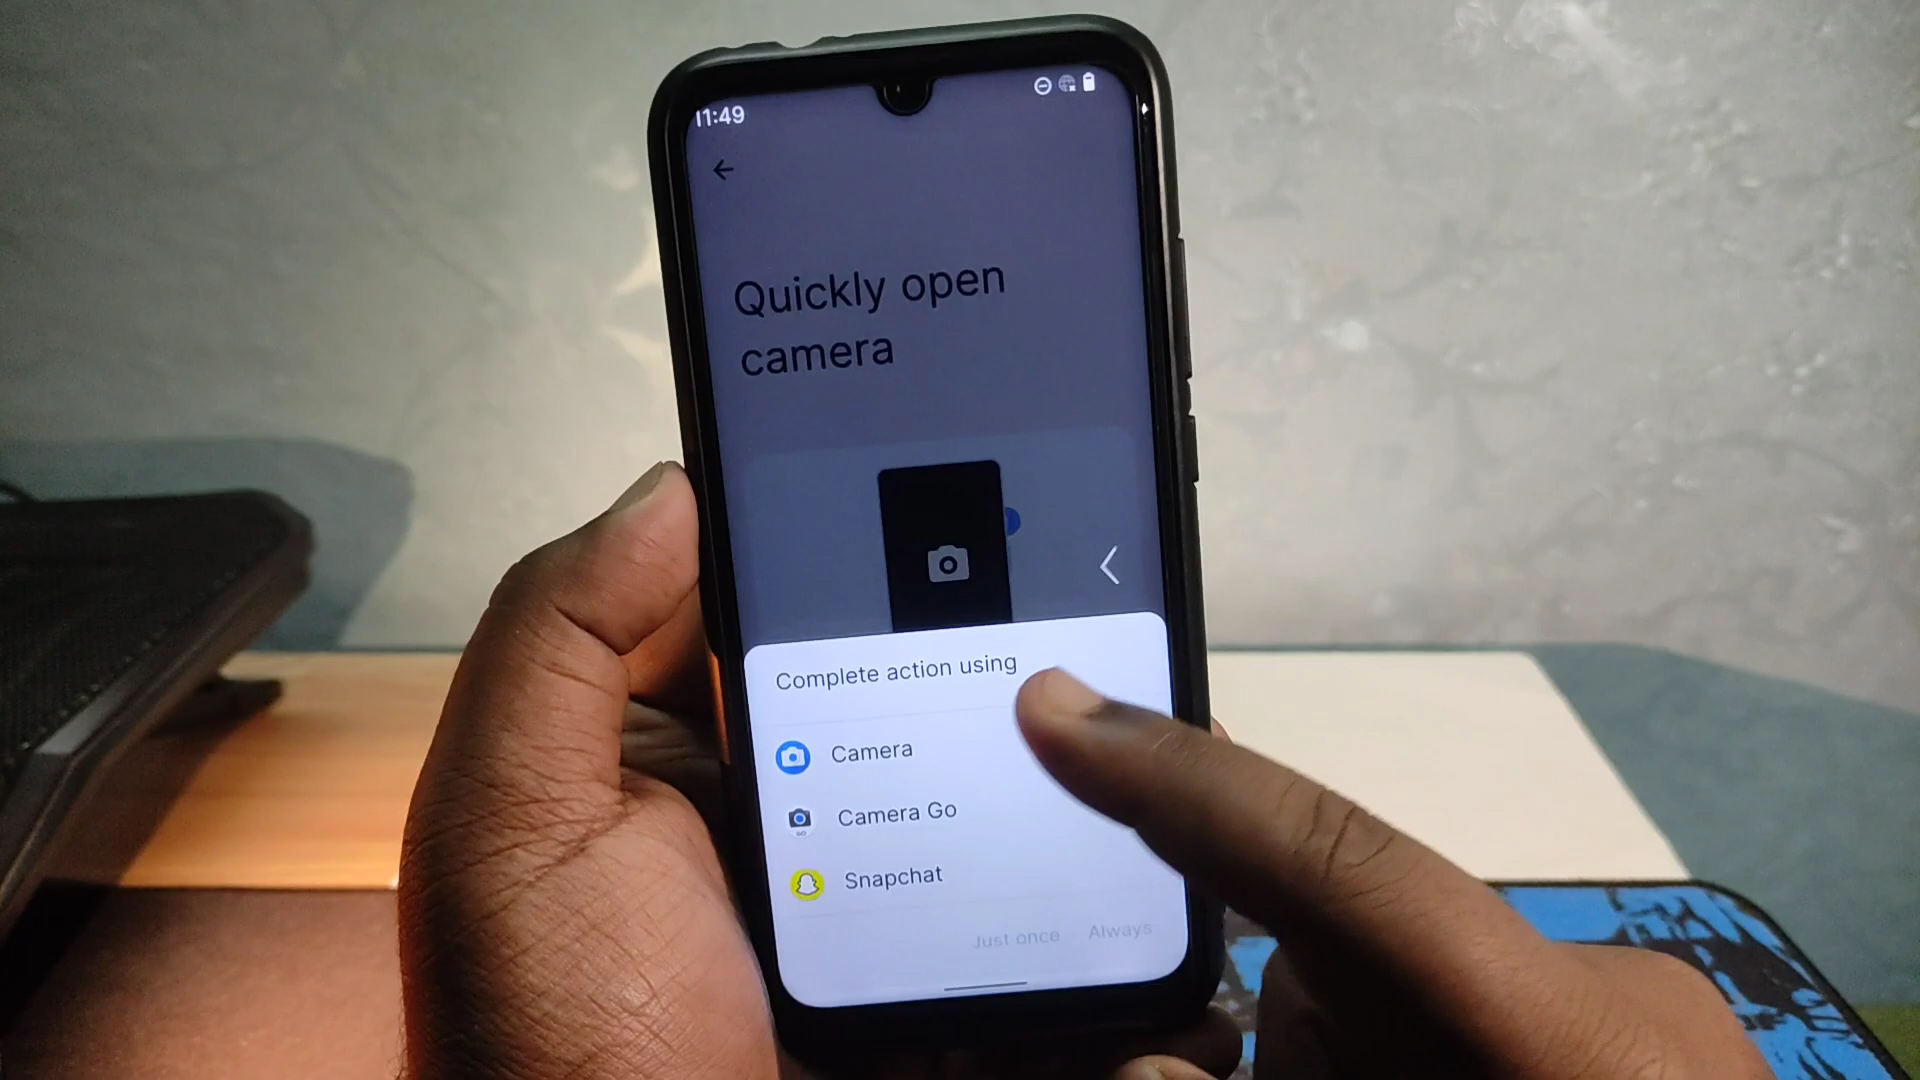 11:49
Quickly open
camera
Complete action using
Camera
Camera Go
Snapchat
Just once Always